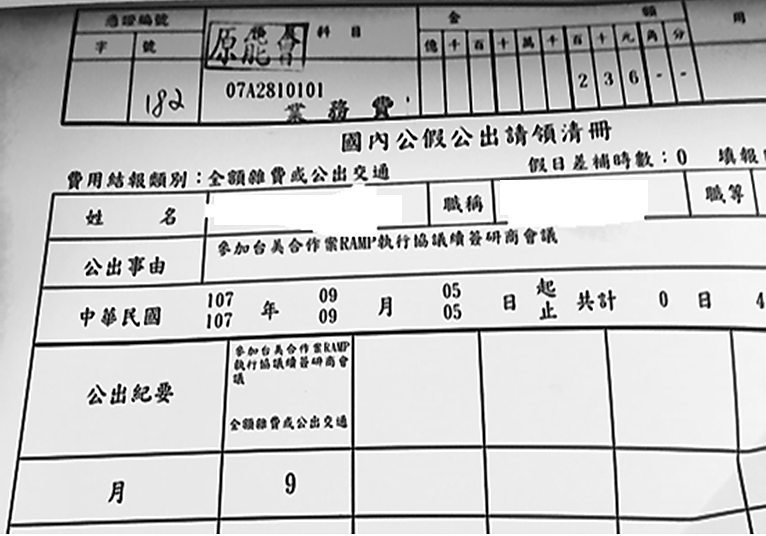 憑證編號
字 號
182
原能會
科 目
07A2810101
業務費
金 額
億 千 百 十 萬 千 百 十 元 角 分
2 3 6 - -
用
國內公假公出請領清冊
費用結報類別:全額雜費或公出交通
假日差補時數:0
填報
姓 名
職稱
職等
公出事由
參加台美合作案RAMP執行協議續簽研商會議
中華民國 107 年 09 月 05 日 起 共計 0 日 4
107 09 05 止
公出紀要
參加台美合作案RAMP
執行協議續簽研商會
議
全額雜費或公出交通
月
9